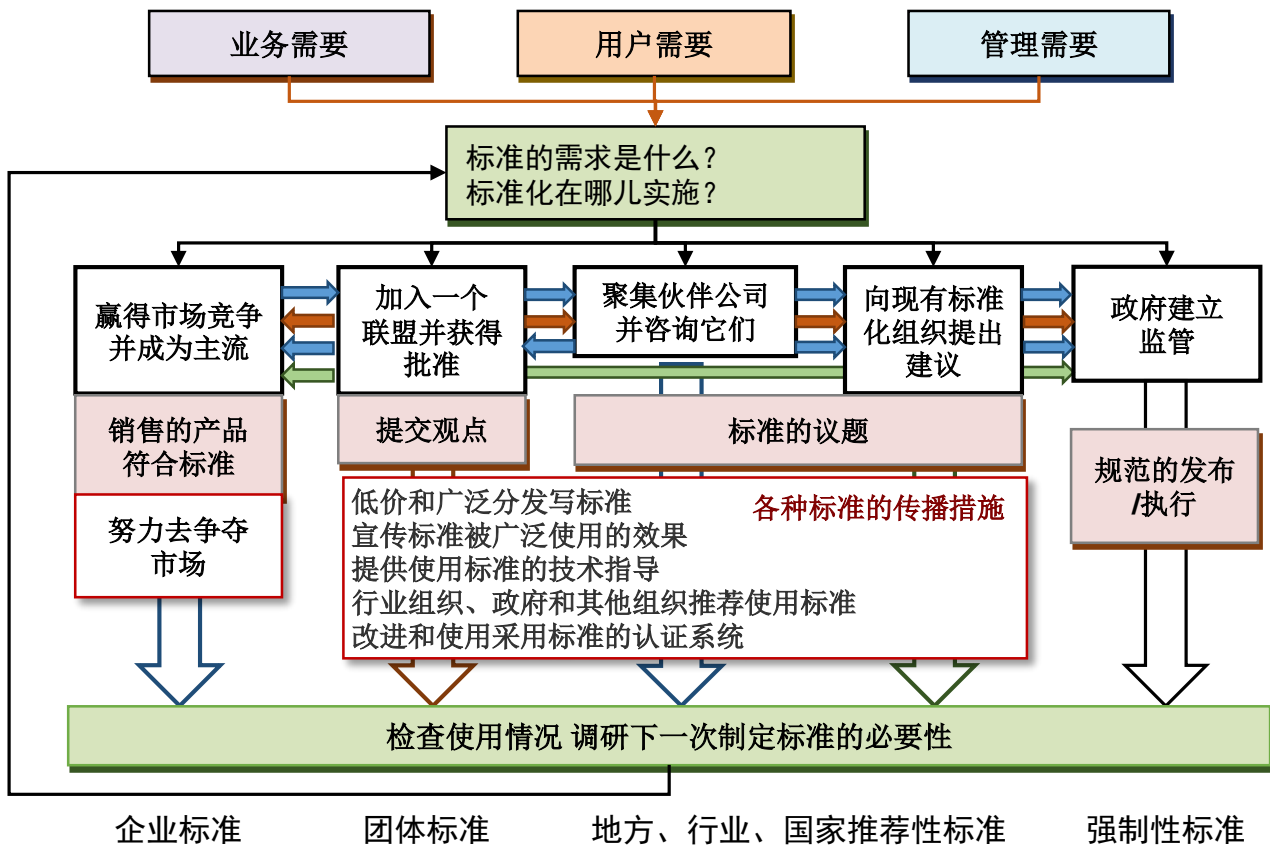 业务需要
用户需要
管理需要
标准的需求是什么?
标准化在哪儿实施?
赢得市场竞争
并成为主流
加入一个
联盟并获得
批准
聚集伙伴公司
并咨询它们
向现有标准
化组织提出
建议
政府建立
监管
销售的产品
符合标准
提交观点
标准的议题
规范的发布
/执行
努力去争夺
市场
各种标准的传播措施
低价和广泛分发写标准
宣传标准被广泛使用的效果
提供使用标准的技术指导
行业组织、政府和其他组织推荐使用标准
改进和使用采用标准的认证系统
检查使用情况 调研下一次制定标准的必要性
企业标准
团体标准
地方、行业、国家推荐性标准
强制性标准